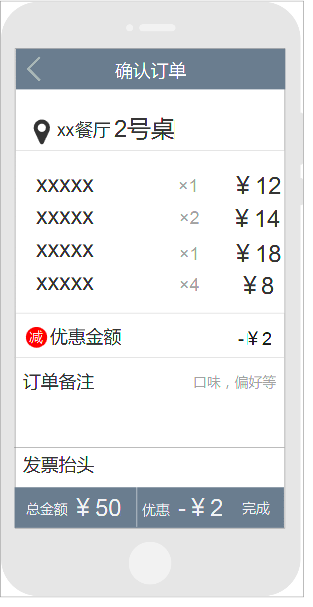 确认订单
xx餐厅 2号桌
xxxxx ×1 ￥12
xxxxx ×2 ￥14
xxxxx ×1 ￥18
xxxxx ×4 ￥8
减 优惠金额 -￥2
订单备注 口味，偏好等
发票抬头
总金额 ￥50 优惠 -￥2 完成